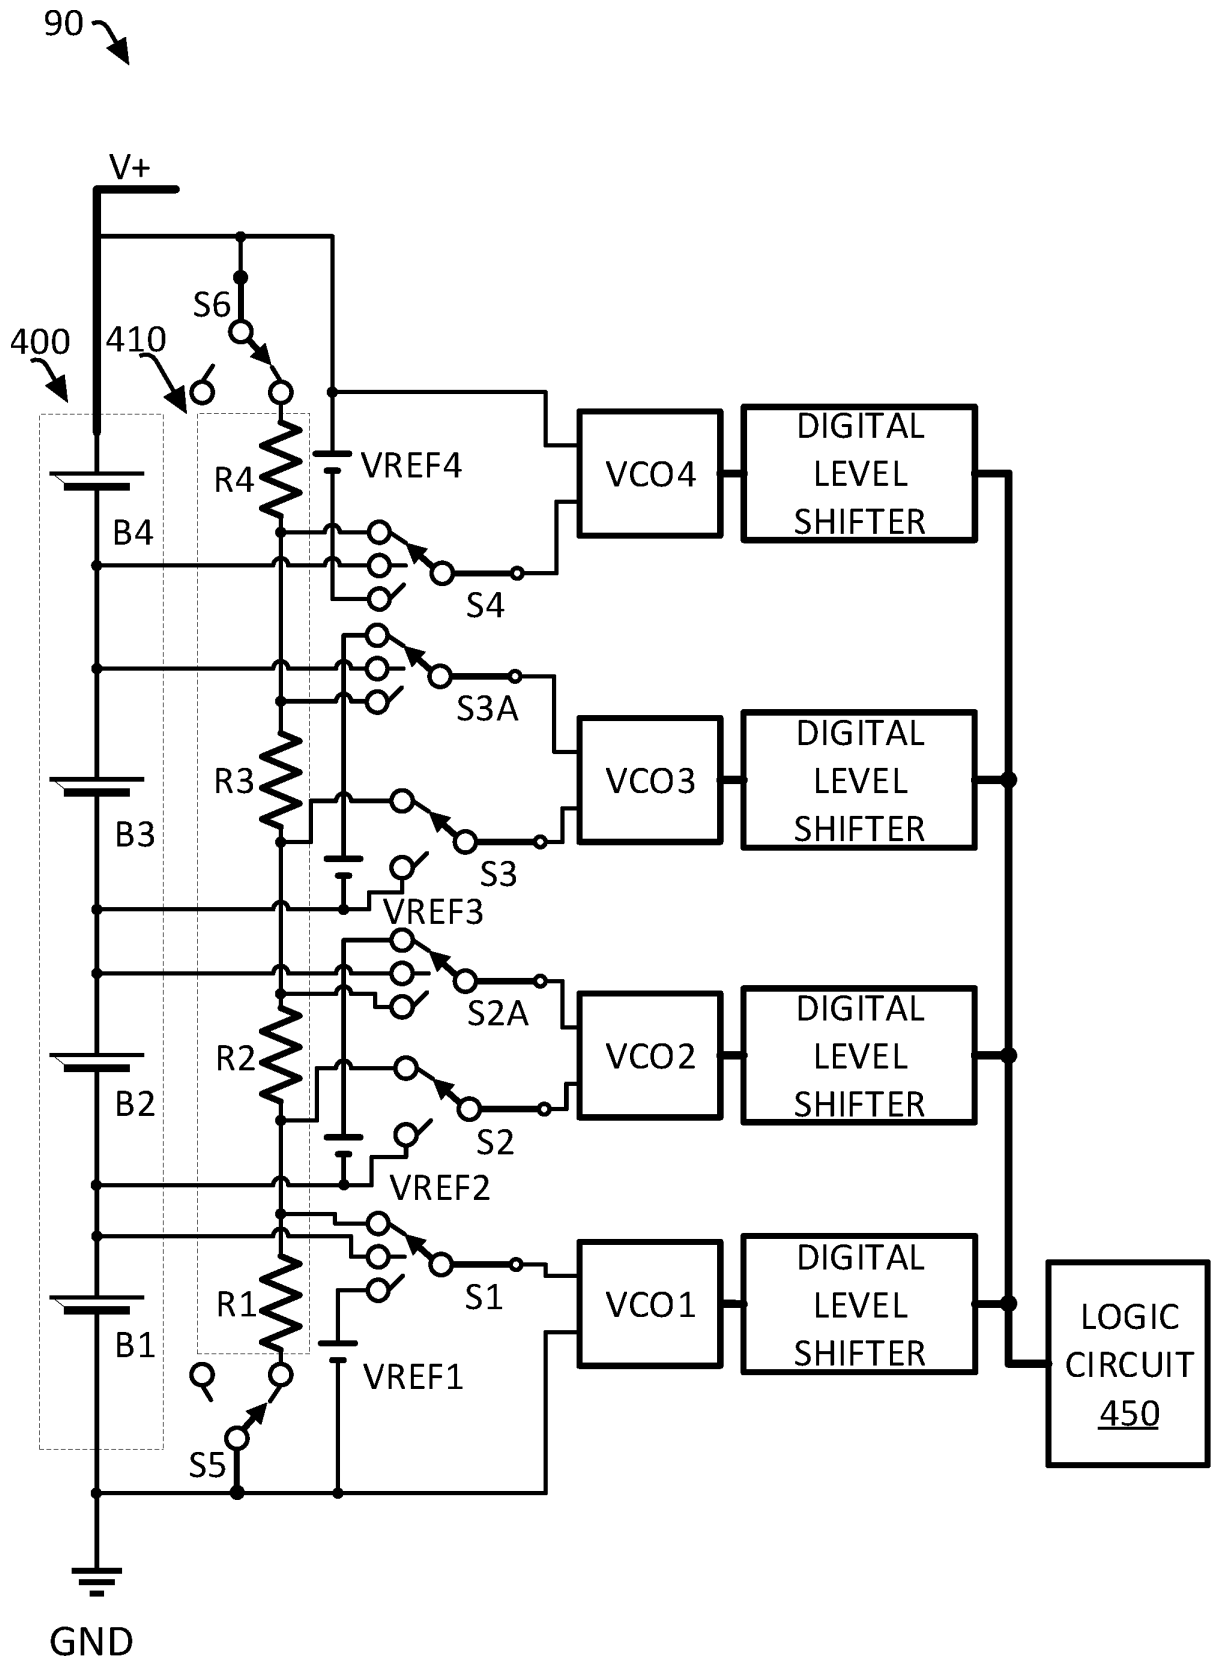 90
V+
S6
400
410
R4
VREF4
VCO4
DIGITAL
LEVEL
SHIFTER
B4
S4
S3A
R3
VCO3
DIGITAL
LEVEL
SHIFTER
B3
S3
VREF3
S2A
R2
VCO2
DIGITAL
LEVEL
SHIFTER
B2
S2
VREF2
R1
S1
VCO1
DIGITAL
LEVEL
SHIFTER
B1
VREF1
LOGIC
CIRCUIT
450
S5
GND